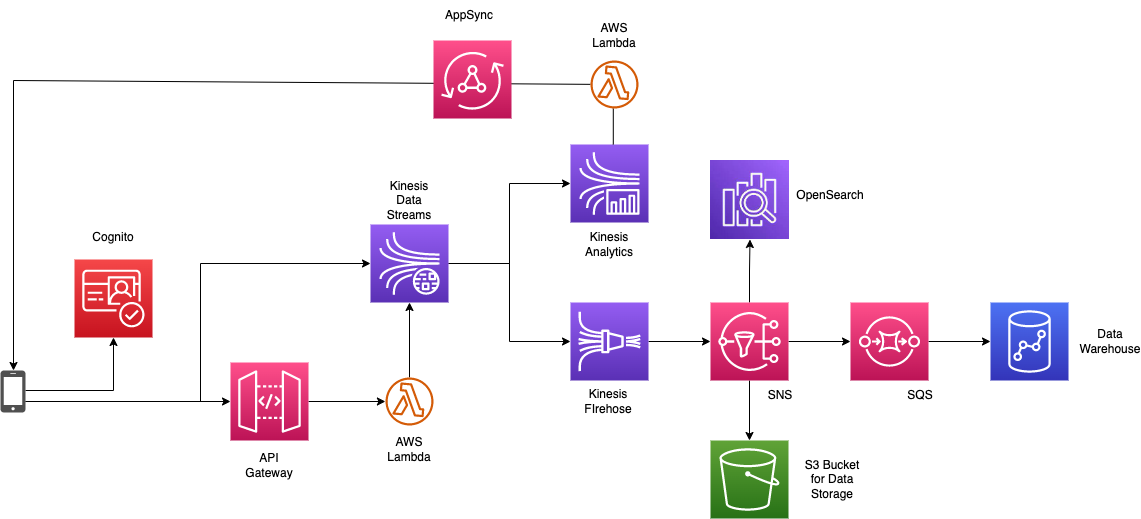 AppSync
AWS
Lambda
Kinesis
Data
Streams
Cognito
Kinesis
Analytics
OpenSearch
Data
Warehouse
Kinesis
FIrehose
SNS
SQS
API
Gateway
AWS
Lambda
S3 Bucket
for Data
Storage